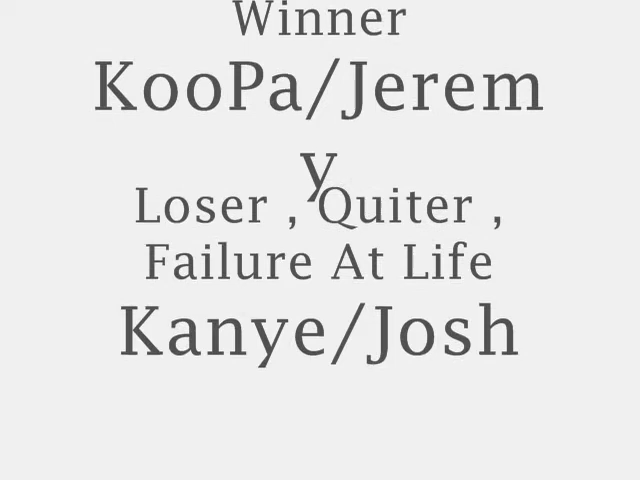 Winner
KooPa/Jerem
y
Loser , Quiter ,
Failure At Life
Kanye/Josh